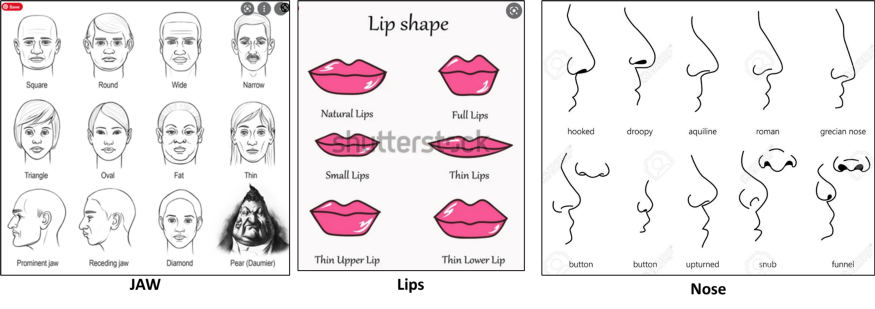 Save
Square Round Wide Narrow
Triangle Oval Fat Thin
Prominent jaw Receding jaw Diamond Pear (Daumier)
JAW
Lip shape
Natural Lips Full Lips
shutterstock
Small Lips Thin Lips
Thin Upper Lip Thin Lower Lip
Lips
hooked droopy aquiline roman grecian nose
button button upturned snub funnel
Nose